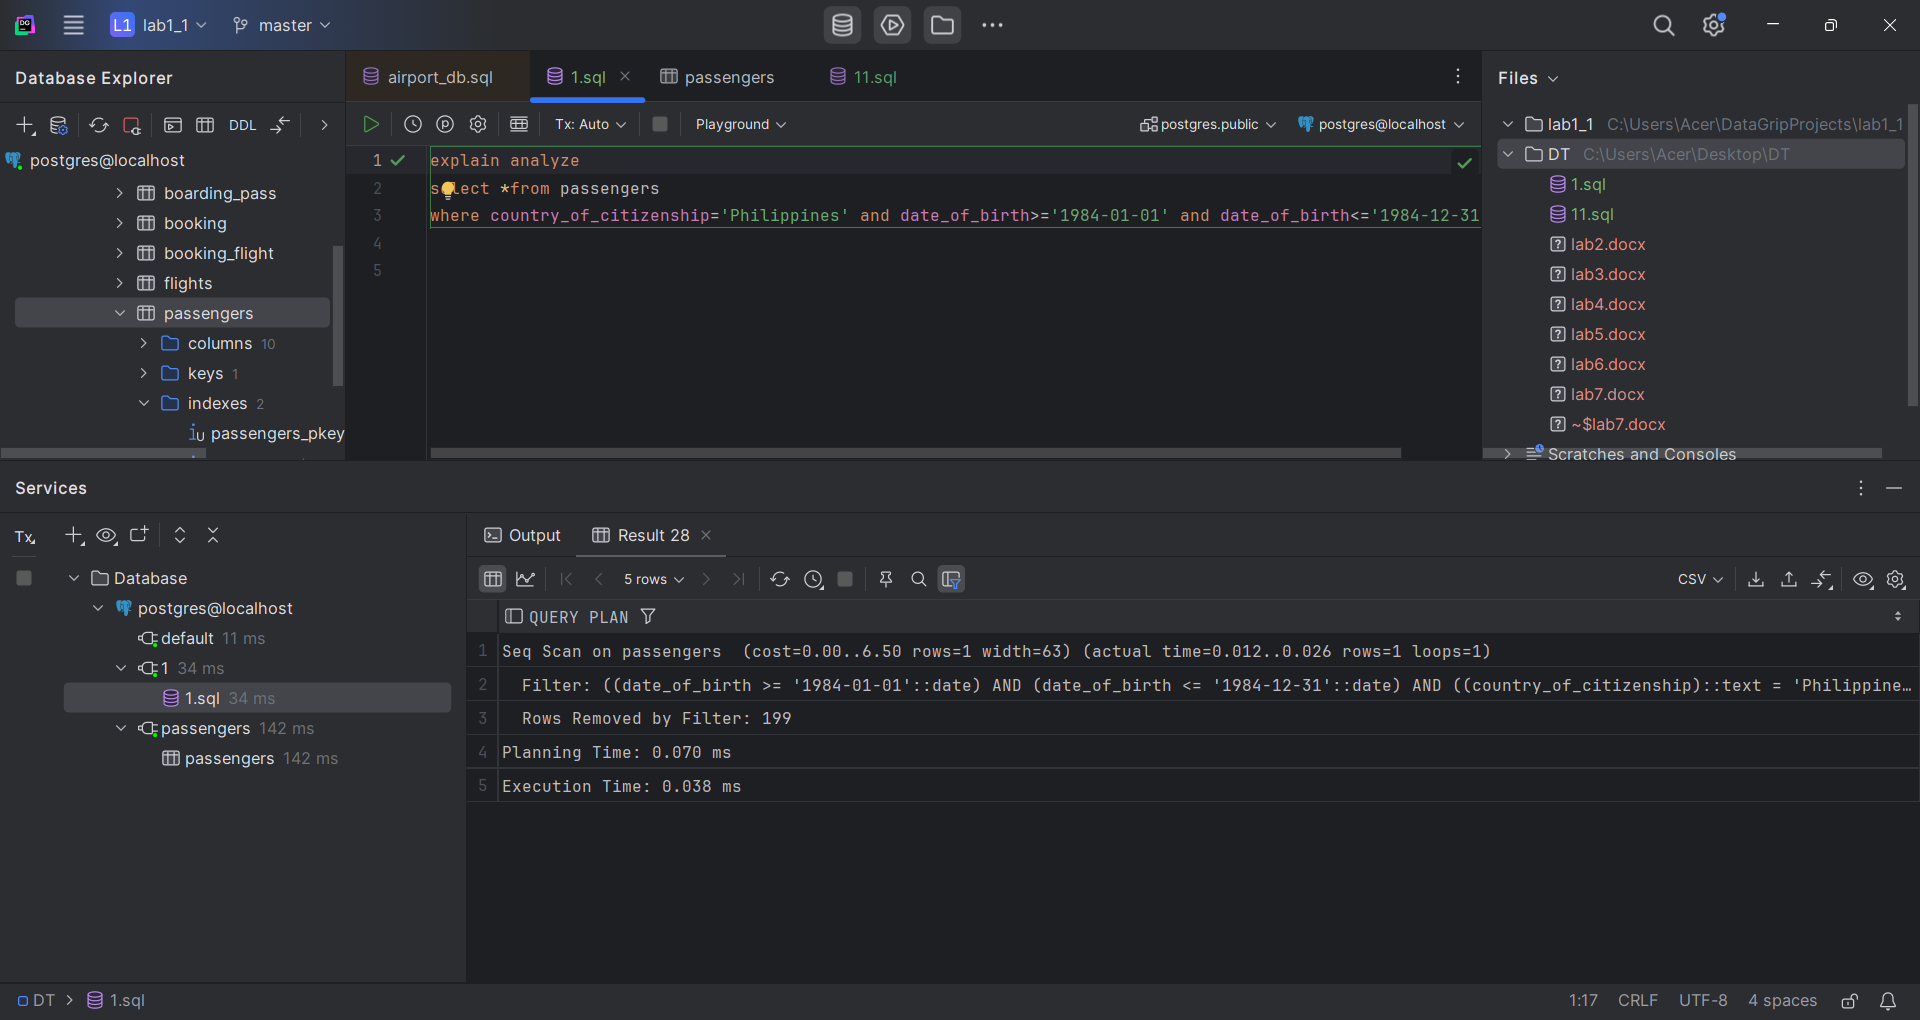 L1 lab1_1 master
Database Explorer
airport_db.sql 1.sql passengers 11.sql
Files
DDL
Tx: Auto Playground postgres.public postgres@localhost
postgres@localhost
boarding_pass
booking
booking_flight
flights
passengers
columns 10
keys 1
indexes 2
passengers_pkey
1 explain analyze
2 select *from passengers
3 where country_of_citizenship='Philippines' and date_of_birth>='1984-01-01' and date_of_birth<='1984-12-31
4
5
lab1_1 C:\Users\Acer\DataGripProjects\lab1_1
DT C:\Users\Acer\Desktop\DT
1.sql
11.sql
lab2.docx
lab3.docx
lab4.docx
lab5.docx
lab6.docx
lab7.docx
~$lab7.docx
Scratches and Consoles
Services
Tx
Database
postgres@localhost
default 11 ms
1 34 ms
1.sql 34 ms
passengers 142 ms
passengers 142 ms
Output Result 28
5 rows CSV
QUERY PLAN
1 Seq Scan on passengers (cost=0.00..6.50 rows=1 width=63) (actual time=0.012..0.026 rows=1 loops=1)
2 Filter: ((date_of_birth >= '1984-01-01'::date) AND (date_of_birth <= '1984-12-31'::date) AND ((country_of_citizenship)::text = 'Philippine…
3 Rows Removed by Filter: 199
4 Planning Time: 0.070 ms
5 Execution Time: 0.038 ms
DT 1.sql
1:17 CRLF UTF-8 4 spaces